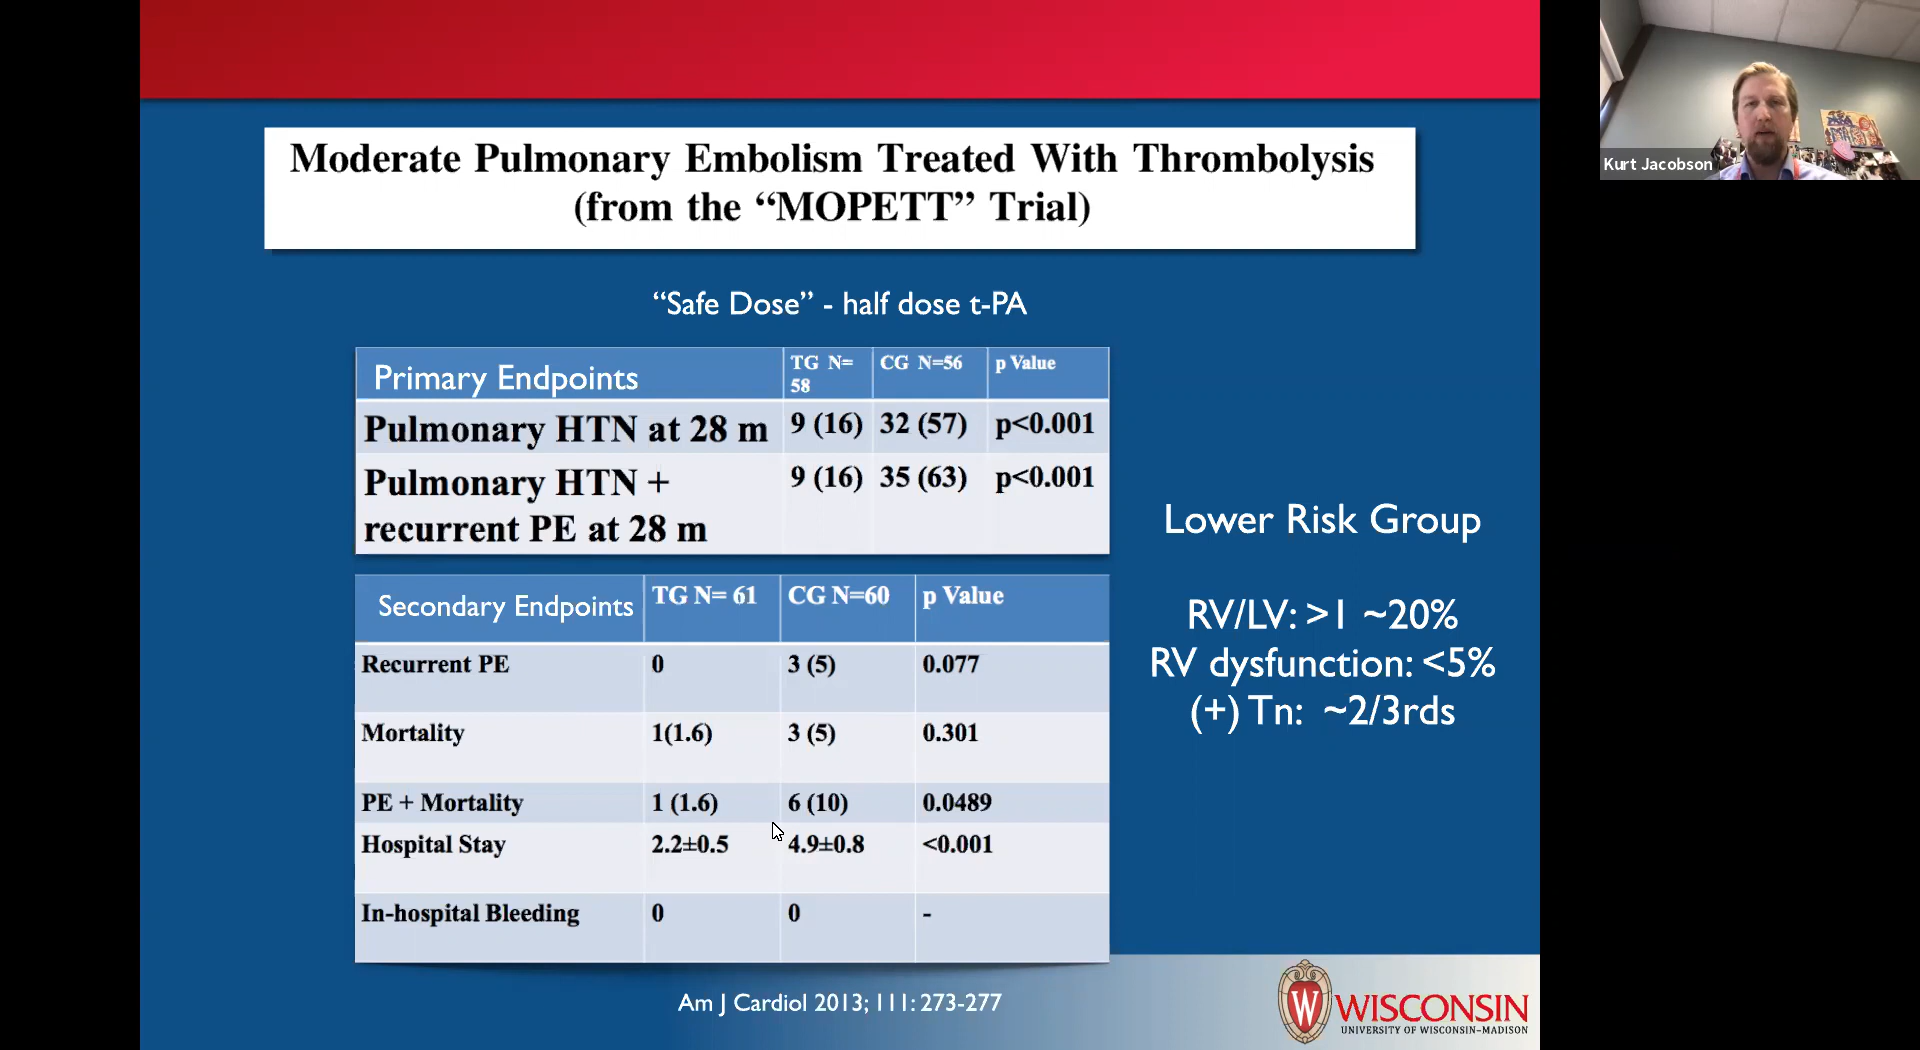 Moderate Pulmonary Embolism Treated With Thrombolysis
(from the “MOPETT” Trial)
Kurt Jacobson
“Safe Dose” - half dose t-PA
Primary Endpoints TG N= 58 CG N=56 p Value
Pulmonary HTN at 28 m 9 (16) 32 (57) p<0.001
Pulmonary HTN + recurrent PE at 28 m 9 (16) 35 (63) p<0.001
Secondary Endpoints TG N= 61 CG N=60 p Value
Recurrent PE 0 3 (5) 0.077
Mortality 1(1.6) 3 (5) 0.301
PE + Mortality 1 (1.6) 6 (10) 0.0489
Hospital Stay 2.2±0.5 4.9±0.8 <0.001
In-hospital Bleeding 0 0 -
Lower Risk Group
RV/LV: >1 ~20%
RV dysfunction: <5%
(+) Tn: ~2/3rds
Am J Cardiol 2013; 111: 273-277
W
WISCONSIN
UNIVERSITY OF WISCONSIN–MADISON